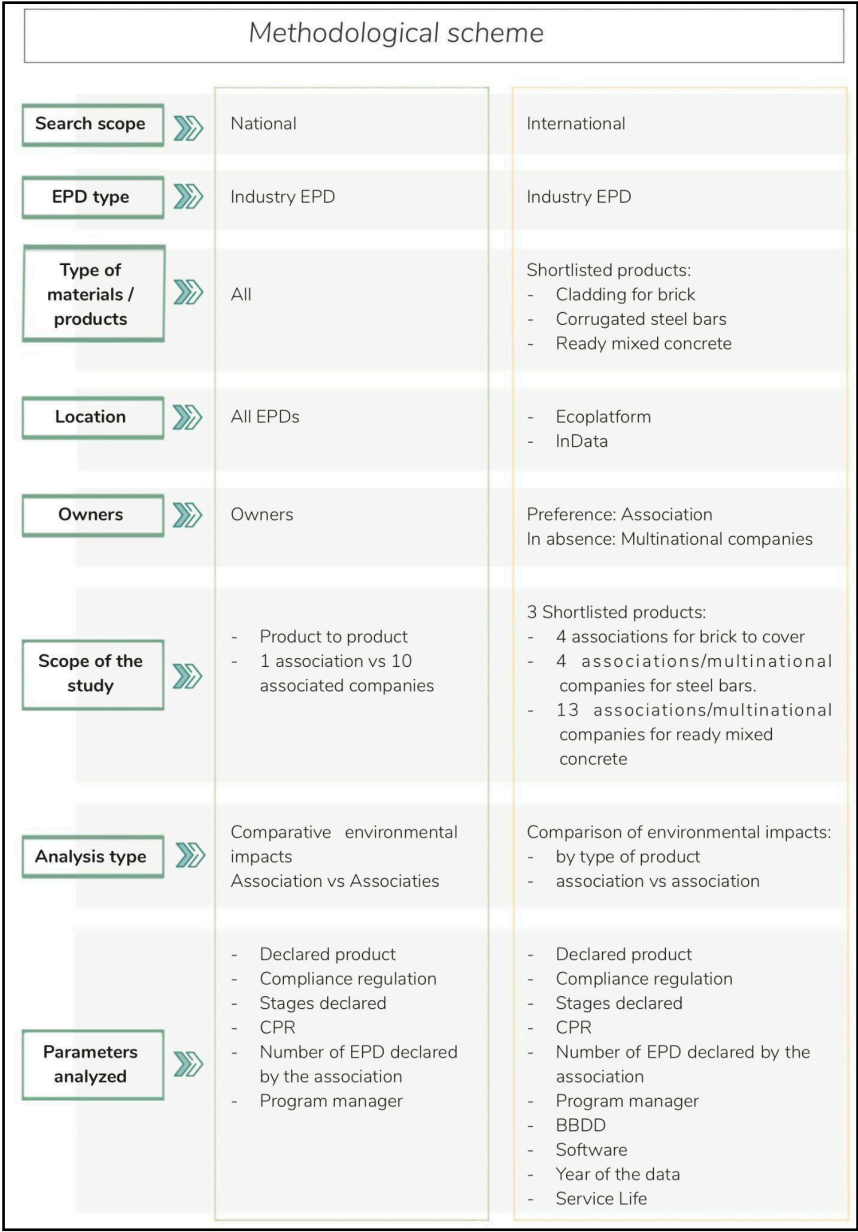 Methodological scheme
Search scope
National
International
EPD type
Industry EPD
Industry EPD
Type of
materials /
products
All
Shortlisted products:
- Cladding for brick
- Corrugated steel bars
- Ready mixed concrete
Location
All EPDs
- Ecoplatform
- InData
Owners
Owners
Preference: Association
In absence: Multinational companies
Scope of the
study
- Product to product
- 1 association vs 10
associated companies
3 Shortlisted products:
- 4 associations for brick to cover
- 4 associations/multinational
companies for steel bars.
- 13 associations/multinational
companies for ready mixed
concrete
Analysis type
Comparative environmental
impacts
Association vs Associaties
Comparison of environmental impacts:
- by type of product
- association vs association
Parameters
analyzed
- Declared product
- Compliance regulation
- Stages declared
- CPR
- Number of EPD declared
by the association
- Program manager
- Declared product
- Compliance regulation
- Stages declared
- CPR
- Number of EPD declared by the
association
- Program manager
- BBDD
- Software
- Year of the data
- Service Life